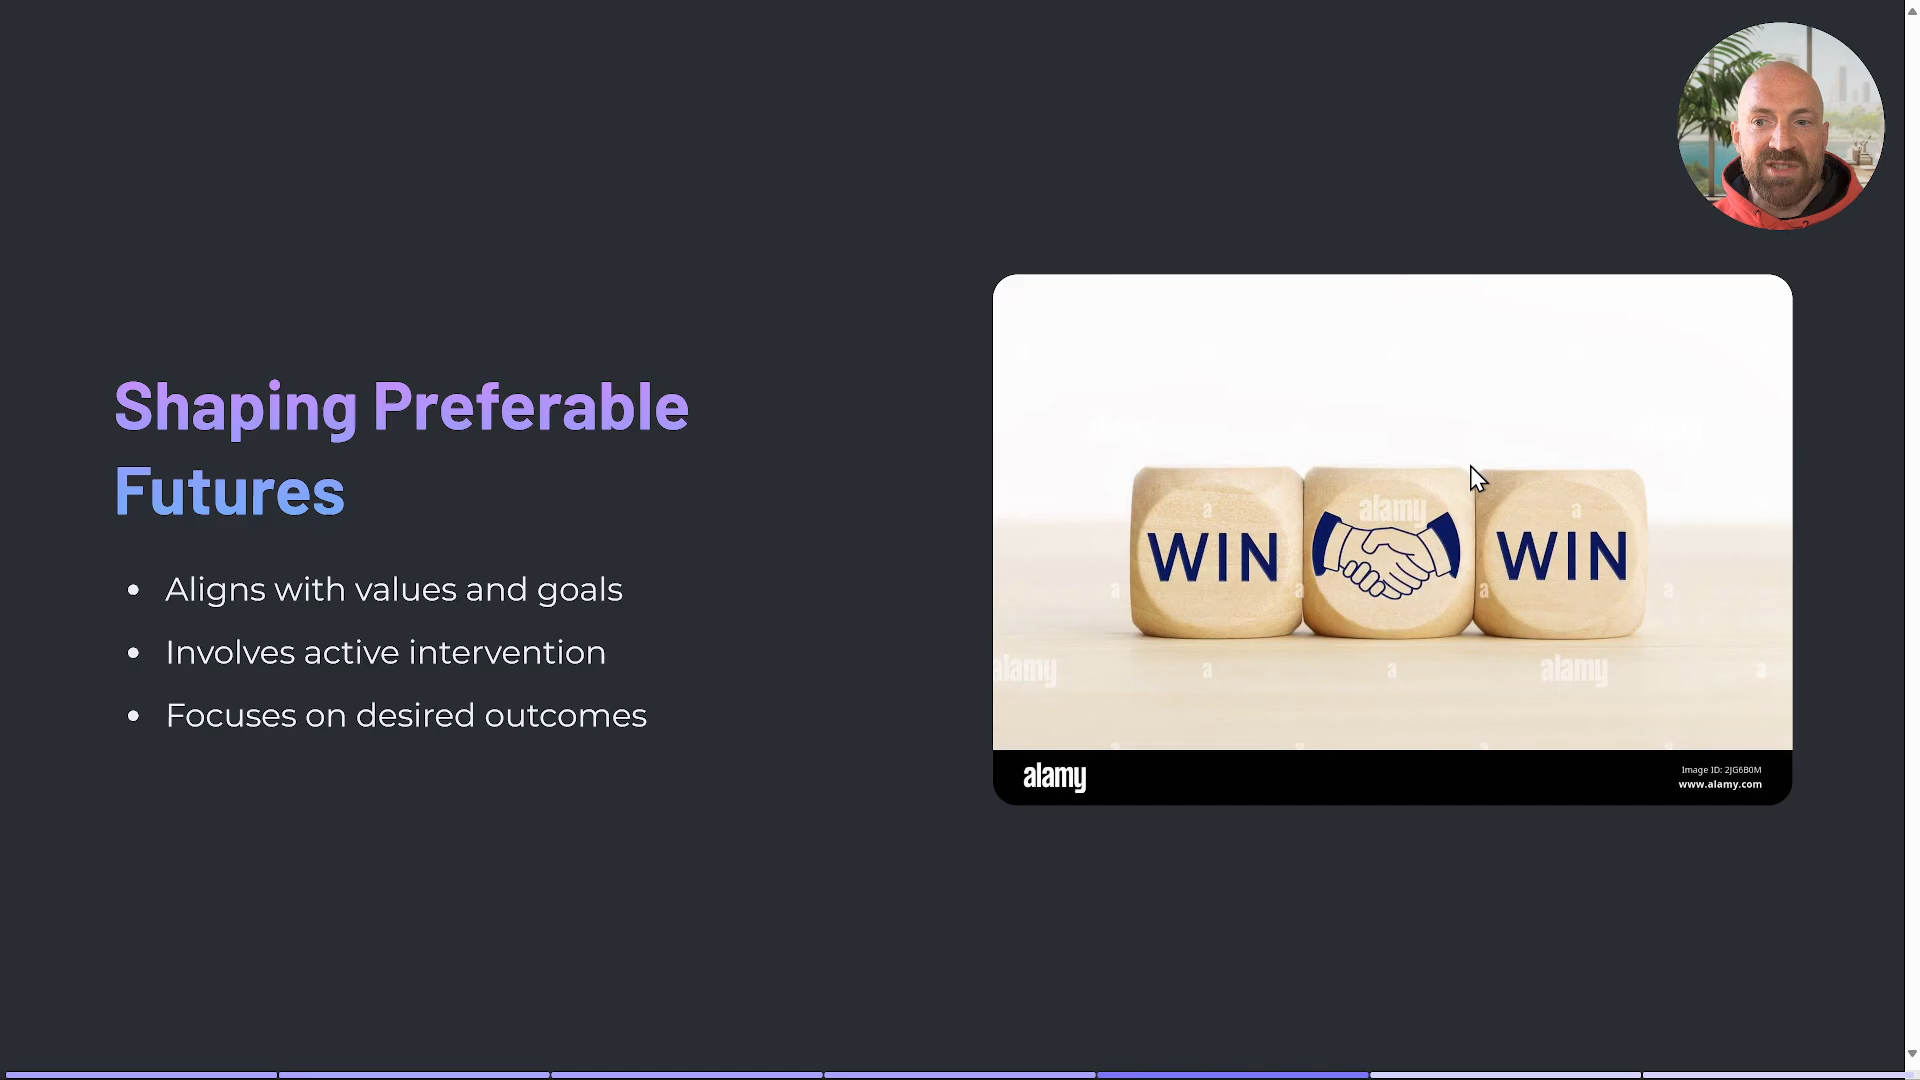 Shaping Preferable
Futures
• Aligns with values and goals
• Involves active intervention
• Focuses on desired outcomes
alamy
WIN
WIN
a
a
a
a
a
a
alamy
a
a
alamy
a
alamy
Image ID: 2JG6B0M
www.alamy.com